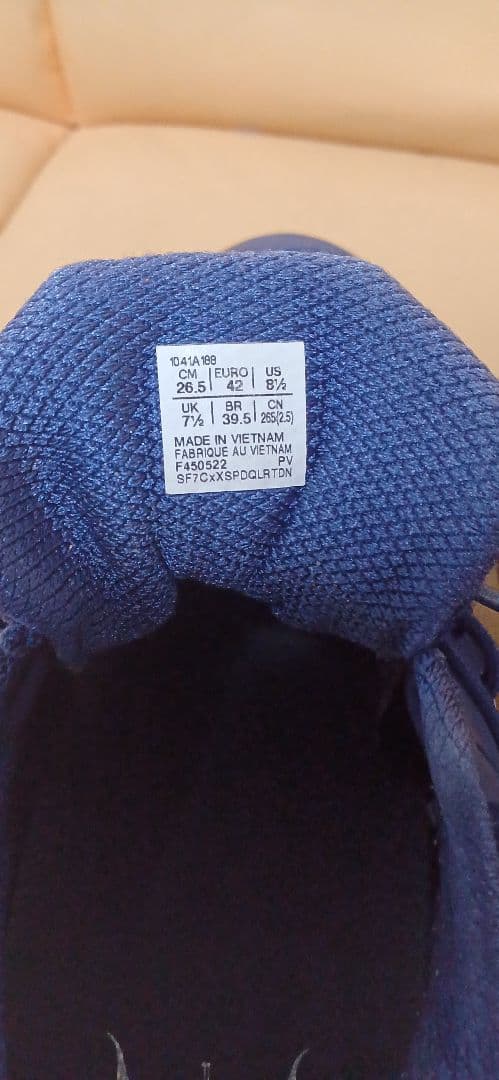 1041A188
CM | EURO | US
26.5 | 42 | 8½
UK | BR | CN
7½ | 39.5 | 265(2.5)
MADE IN VIETNAM
FABRIQUE AU VIETNAM
F450522 PV
SF7CxXSPDQLRTDN